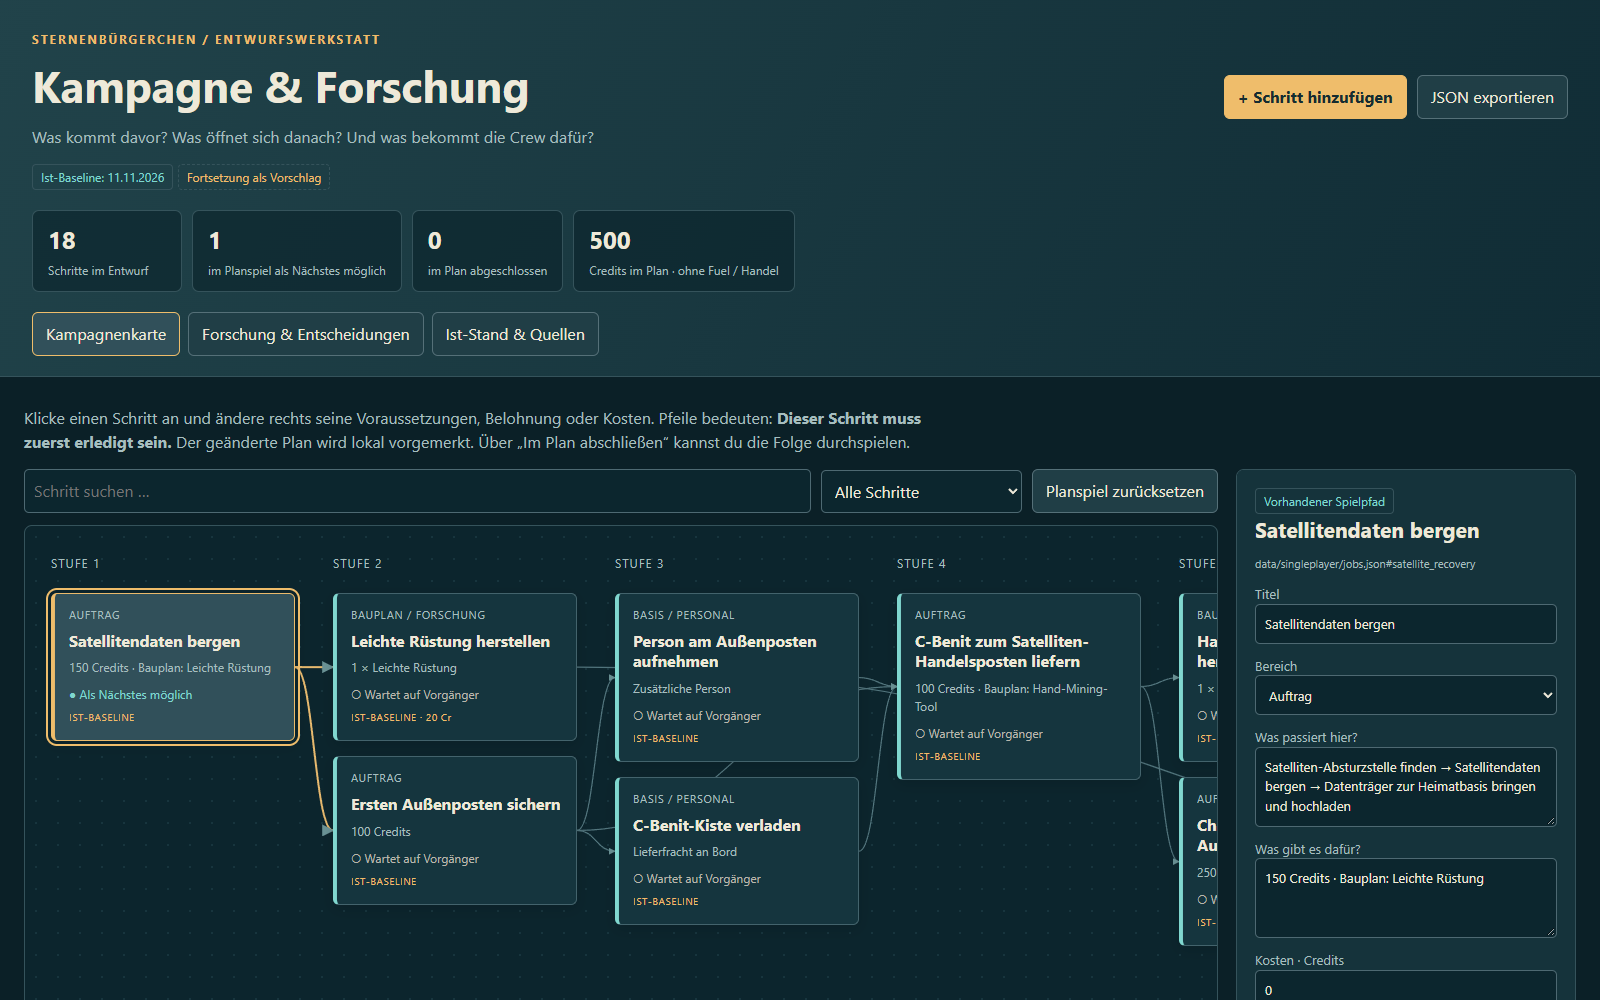 STERNENBÜRGERCHEN / ENTWURFSWERKSTATT
Kampagne & Forschung
Was kommt davor? Was öffnet sich danach? Und was bekommt die Crew dafür?
+ Schritt hinzufügen
JSON exportieren
Ist-Baseline: 11.11.2026
Fortsetzung als Vorschlag
18
Schritte im Entwurf
1
im Planspiel als Nächstes möglich
0
im Plan abgeschlossen
500
Credits im Plan · ohne Fuel / Handel
Kampagnenkarte
Forschung & Entscheidungen
Ist-Stand & Quellen
Klicke einen Schritt an und ändere rechts seine Voraussetzungen, Belohnung oder Kosten. Pfeile bedeuten: Dieser Schritt muss
zuerst erledigt sein. Der geänderte Plan wird lokal vorgemerkt. Über „Im Plan abschließen“ kannst du die Folge durchspielen.
Schritt suchen ...
Alle Schritte
Planspiel zurücksetzen
STUFE 1
AUFTRAG
Satellitendaten bergen
150 Credits · Bauplan: Leichte Rüstung
● Als Nächstes möglich
IST-BASELINE
STUFE 2
BAUPLAN / FORSCHUNG
Leichte Rüstung herstellen
1 × Leichte Rüstung
○ Wartet auf Vorgänger
IST-BASELINE · 20 Cr
AUFTRAG
Ersten Außenposten sichern
100 Credits
○ Wartet auf Vorgänger
IST-BASELINE
STUFE 3
BASIS / PERSONAL
Person am Außenposten
aufnehmen
Zusätzliche Person
○ Wartet auf Vorgänger
IST-BASELINE
BASIS / PERSONAL
C-Benit-Kiste verladen
Lieferfracht an Bord
○ Wartet auf Vorgänger
IST-BASELINE
STUFE 4
AUFTRAG
C-Benit zum Satelliten-
Handelsposten liefern
100 Credits · Bauplan: Hand-Mining-
Tool
○ Wartet auf Vorgänger
IST-BASELINE
STUFE
BAU
Ha
he
1 ×
○ W
IST-
AUF
Ch
Au
250
○ W
IST-
Vorhandener Spielpfad
Satellitendaten bergen
data/singleplayer/jobs.json#satellite_recovery
Titel
Satellitendaten bergen
Bereich
Auftrag
Was passiert hier?
Satelliten-Absturzstelle finden → Satellitendaten
bergen → Datenträger zur Heimatbasis bringen
und hochladen
Was gibt es dafür?
150 Credits · Bauplan: Leichte Rüstung
Kosten · Credits
0